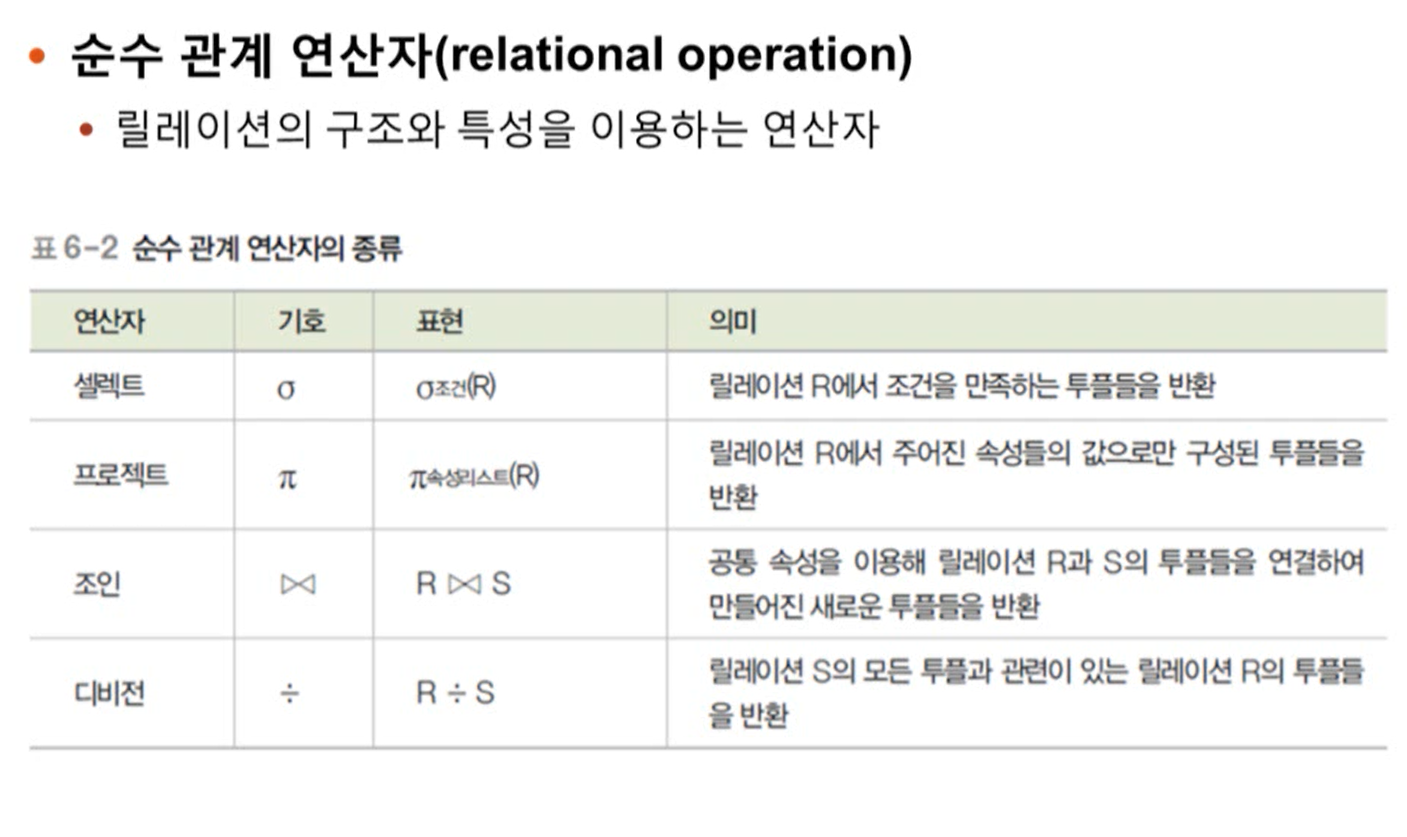 • 순수 관계 연산자(relational operation)
• 릴레이션의 구조와 특성을 이용하는 연산자
표 6-2 순수 관계 연산자의 종류
연산자 기호 표현 의미
셀렉트 σ σ조건(R) 릴레이션 R에서 조건을 만족하는 투플들을 반환
프로젝트 π π속성리스트(R) 릴레이션 R에서 주어진 속성들의 값으로만 구성된 투플들을
반환
조인 ⋈ R ⋈ S 공통 속성을 이용해 릴레이션 R과 S의 투플들을 연결하여
만들어진 새로운 투플들을 반환
디비전 ÷ R ÷ S 릴레이션 S의 모든 투플과 관련이 있는 릴레이션 R의 투플들
을 반환